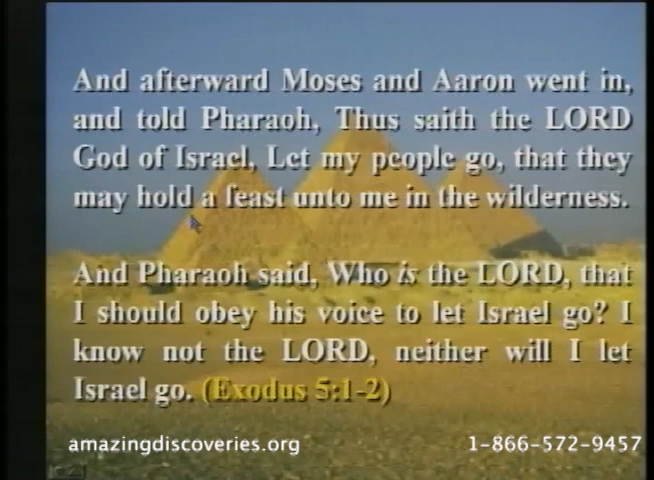 And afterward Moses and Aaron went in,
and told Pharaoh, Thus saith the LORD
God of Israel, Let my people go, that they
may hold a feast unto me in the wilderness.
And Pharaoh said, Who is the LORD, that
I should obey his voice to let Israel go? I
know not the LORD, neither will I let
Israel go. (Exodus 5:1-2)
amazingdiscoveries.org
1-866-572-9457